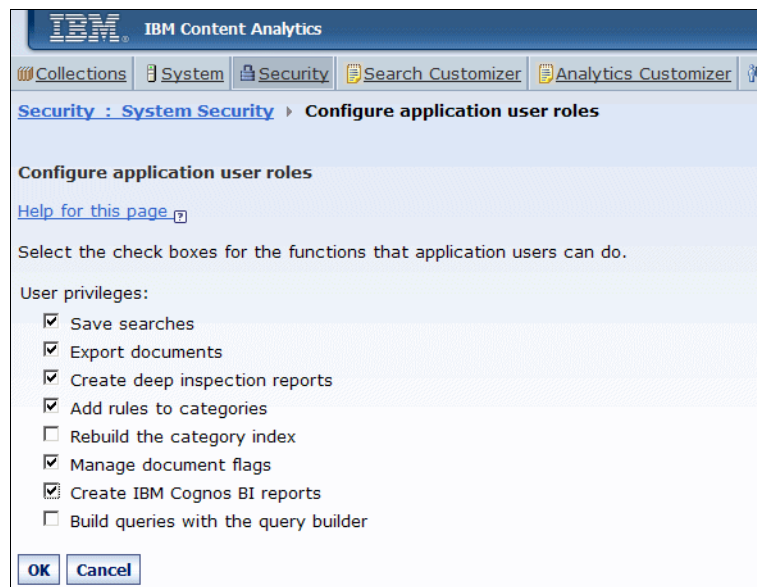 IBM® IBM Content Analytics
Collections System Security Search Customizer Analytics Customizer
Security : System Security Configure application user roles
Configure application user roles
Help for this page ?
Select the check boxes for the functions that application users can do.
User privileges:
Save searches
Export documents
Create deep inspection reports
Add rules to categories
Rebuild the category index
Manage document flags
Create IBM Cognos BI reports
Build queries with the query builder
OK Cancel